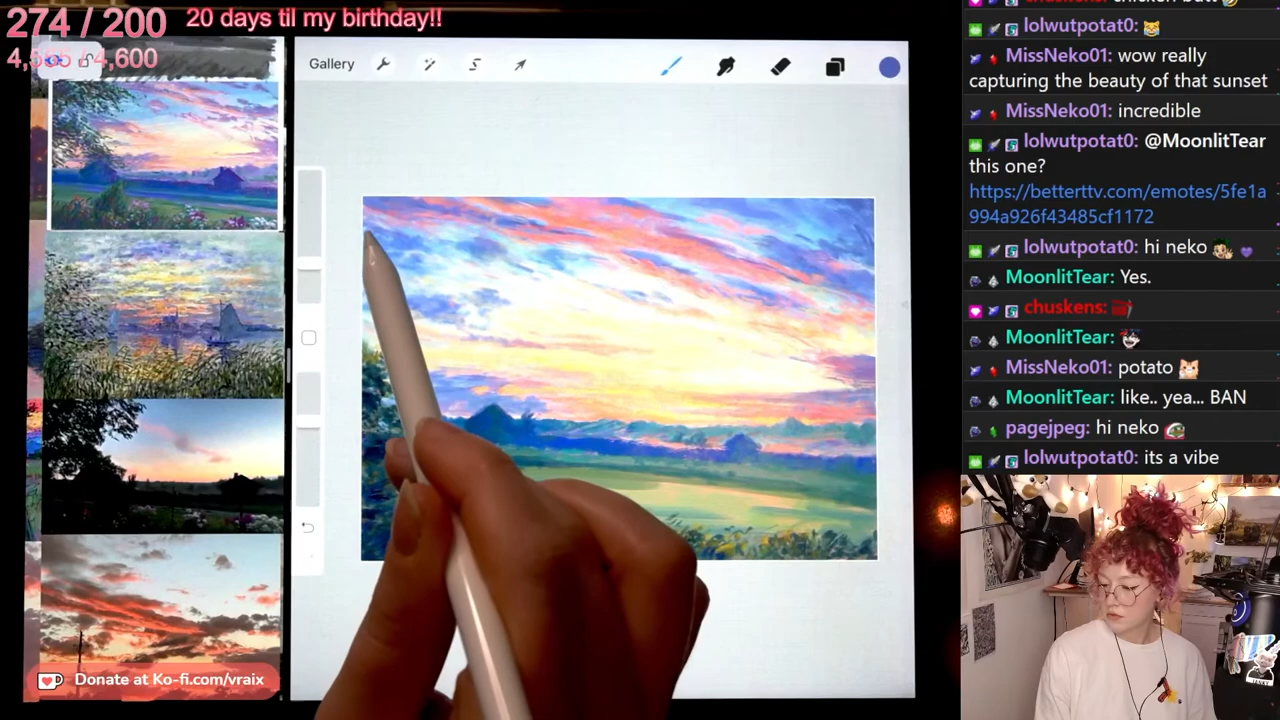 274 / 200
20 days til my birthday!!
4,555 / 4,600
Gallery
Donate at Ko-fi.com/vraix
lolwutpotat0:
MissNeko01: wow really
capturing the beauty of that sunset
MissNeko01: incredible
lolwutpotat0: @MoonlitTear
this one?
https://betterttv.com/emotes/5fe1a
994a926f43485cf1172
lolwutpotat0: hi neko
MoonlitTear: Yes.
chuskens:
MoonlitTear:
MissNeko01: potato
MoonlitTear: like.. yea... BAN
pagejpeg: hi neko
lolwutpotat0: its a vibe